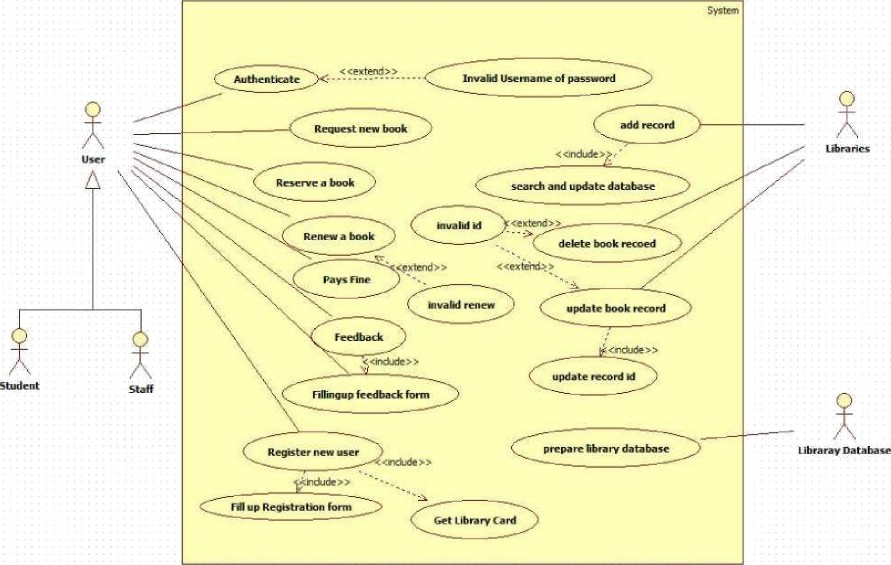 System
Authenticate
<<extend>>
Invalid Username of password
Request new book
add record
User
Libraries
<<include>>
Reserve a book
search and update database
invalid id
<<extend>>
Renew a book
delete book recoed
<<extend>>
<<extend>>
Pays Fine
invalid renew
update book record
Feedback
<<include>>
<<include>>
Student
Staff
update record id
Fillingup feedback form
Register new user
prepare library database
Libraray Database
<<include>>
<<include>>
Fill up Registration form
Get Library Card